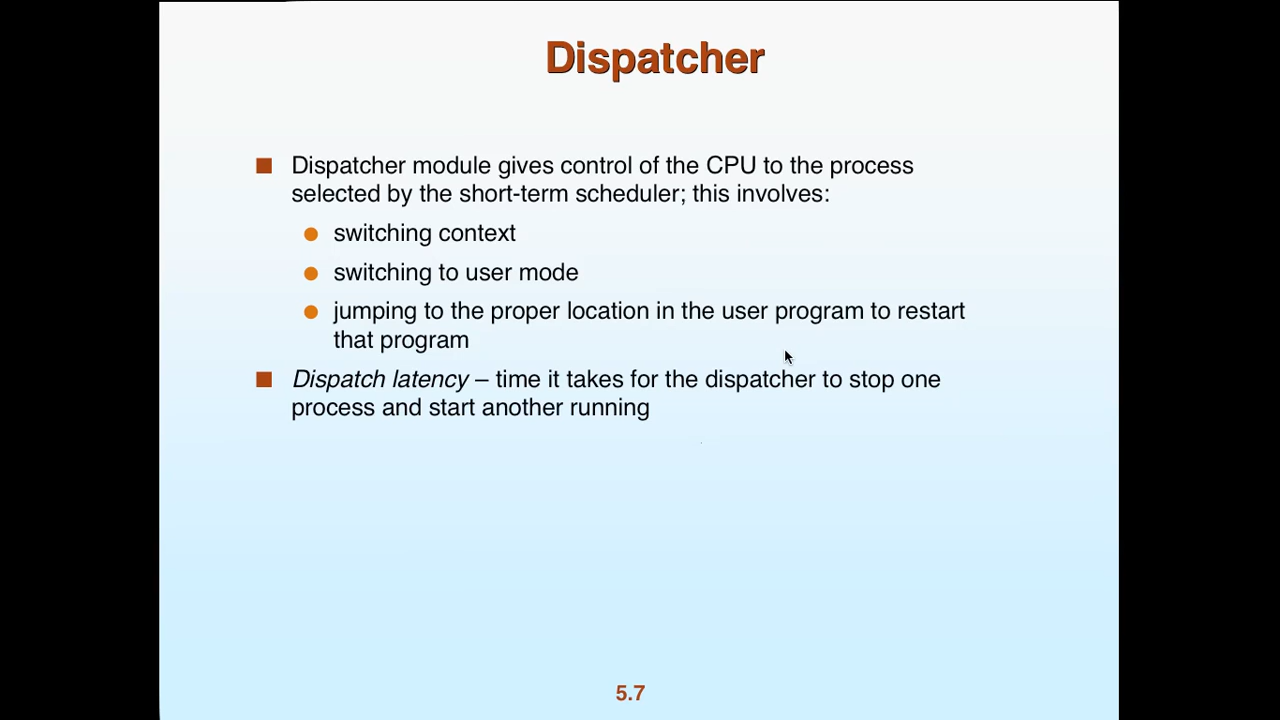 Dispatcher
Dispatcher module gives control of the CPU to the process
selected by the short-term scheduler; this involves:
switching context
switching to user mode
jumping to the proper location in the user program to restart
that program
Dispatch latency – time it takes for the dispatcher to stop one
process and start another running
5.7